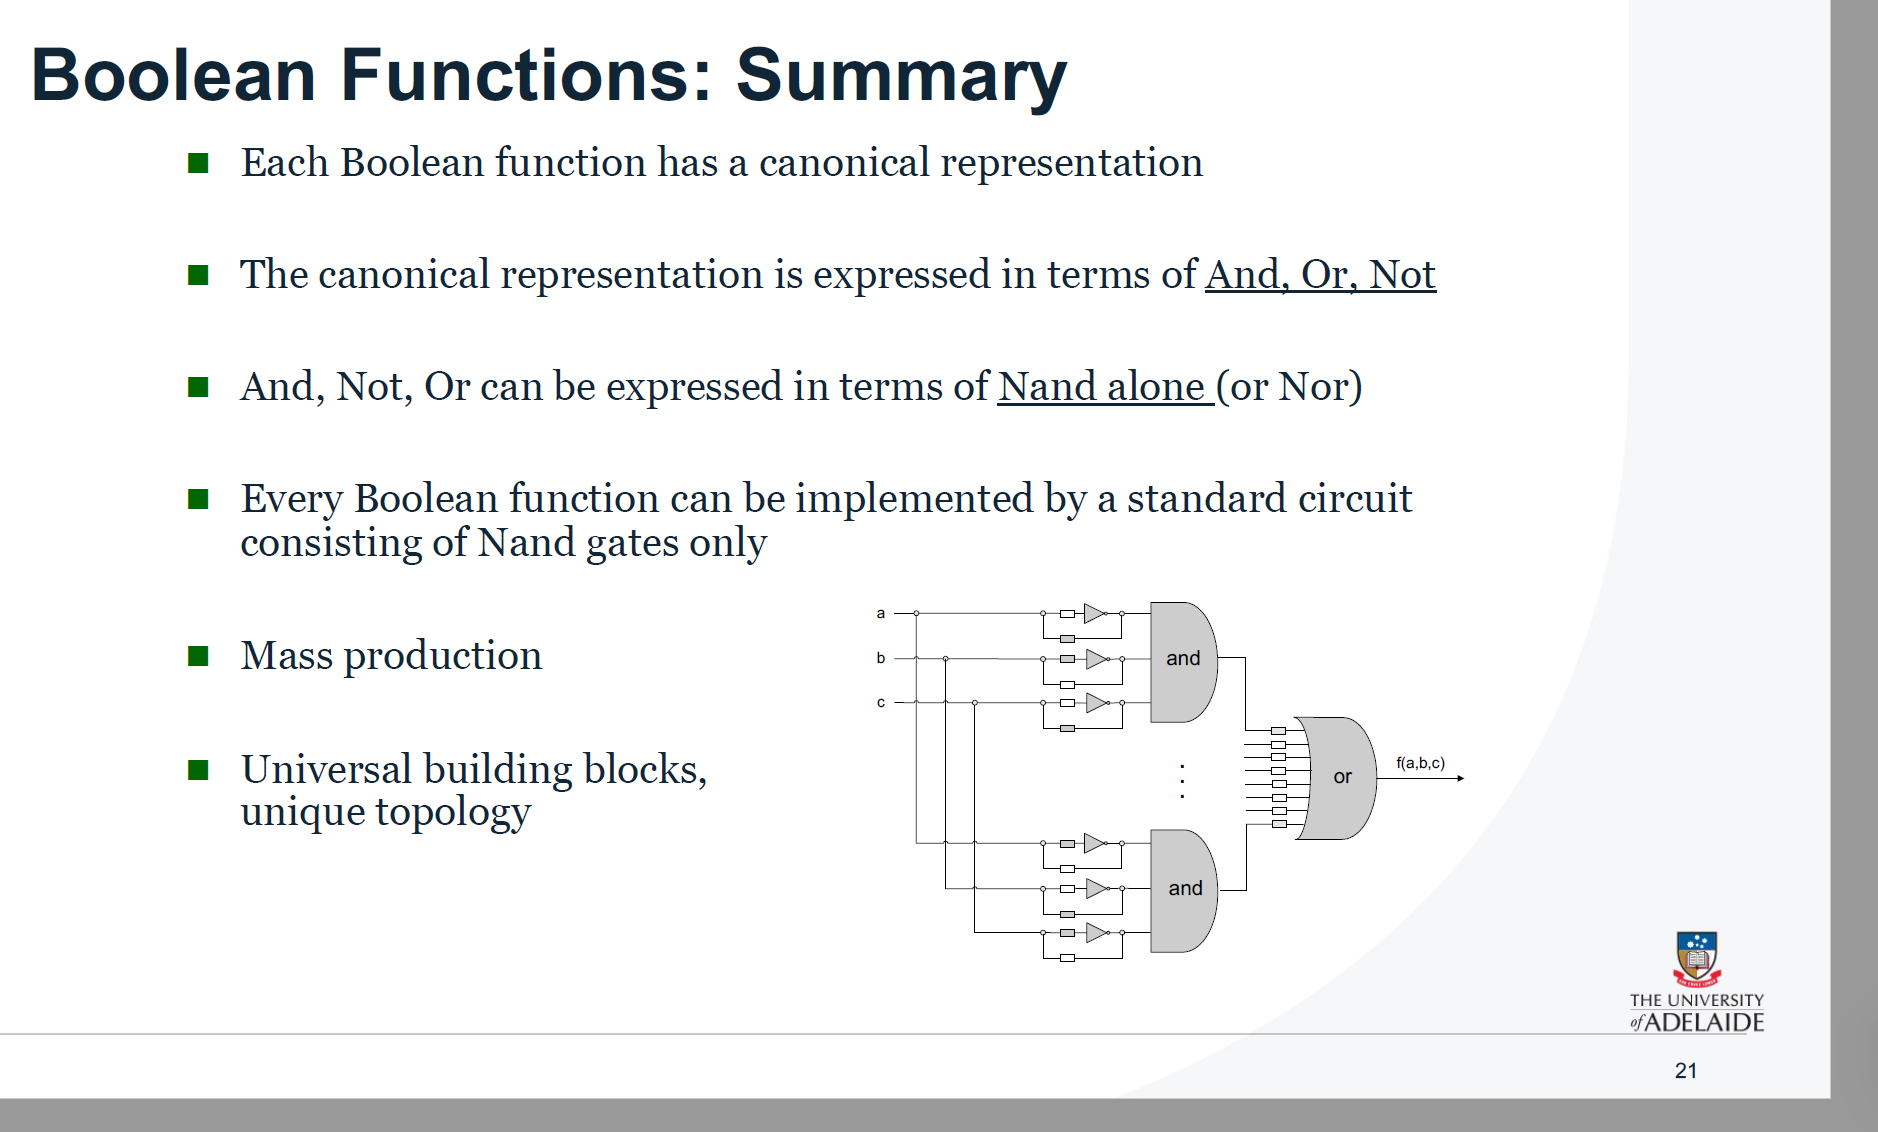 Boolean Functions: Summary
Each Boolean function has a canonical representation
The canonical representation is expressed in terms of And, Or, Not
And, Not, Or can be expressed in terms of Nand alone (or Nor)
Every Boolean function can be implemented by a standard circuit
consisting of Nand gates only
Mass production
Universal building blocks,
unique topology
a
b
c
and
and
or
f(a,b,c)
THE UNIVERSITY
of ADELAIDE
21